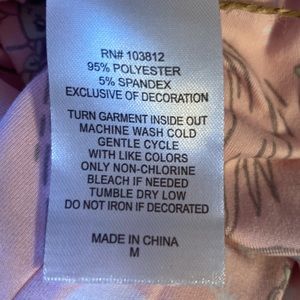 RN# 103812
95% POLYESTER
5% SPANDEX
EXCLUSIVE OF DECORATION
TURN GARMENT INSIDE OUT
MACHINE WASH COLD
GENTLE CYCLE
WITH LIKE COLORS
ONLY NON-CHLORINE
BLEACH IF NEEDED
TUMBLE DRY LOW
DO NOT IRON IF DECORATED
MADE IN CHINA
M